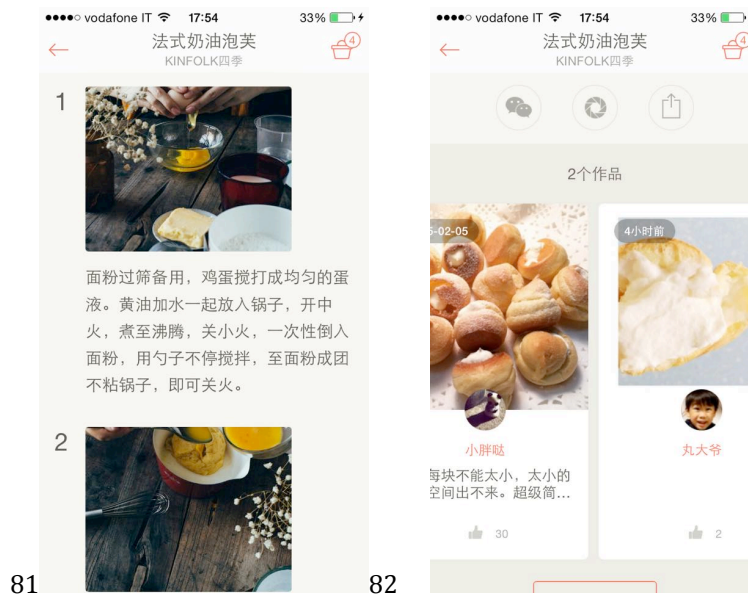 vodafone IT 17:54 33%
法式奶油泡芙
KINFOLK四季
4
1
面粉过筛备用，鸡蛋搅打成均匀的蛋
液。黄油加水一起放入锅子，开中
火，煮至沸腾，关小火，一次性倒入
面粉，用勺子不停搅拌，至面粉成团
不粘锅子，即可关火。
2
81
vodafone IT 17:54 33%
法式奶油泡芙
KINFOLK四季
4
2个作品
5-02-05
小胖哒
每块不能太小，太小的
空间出不来。超级简...
30
4小时前
丸大爷
2
82